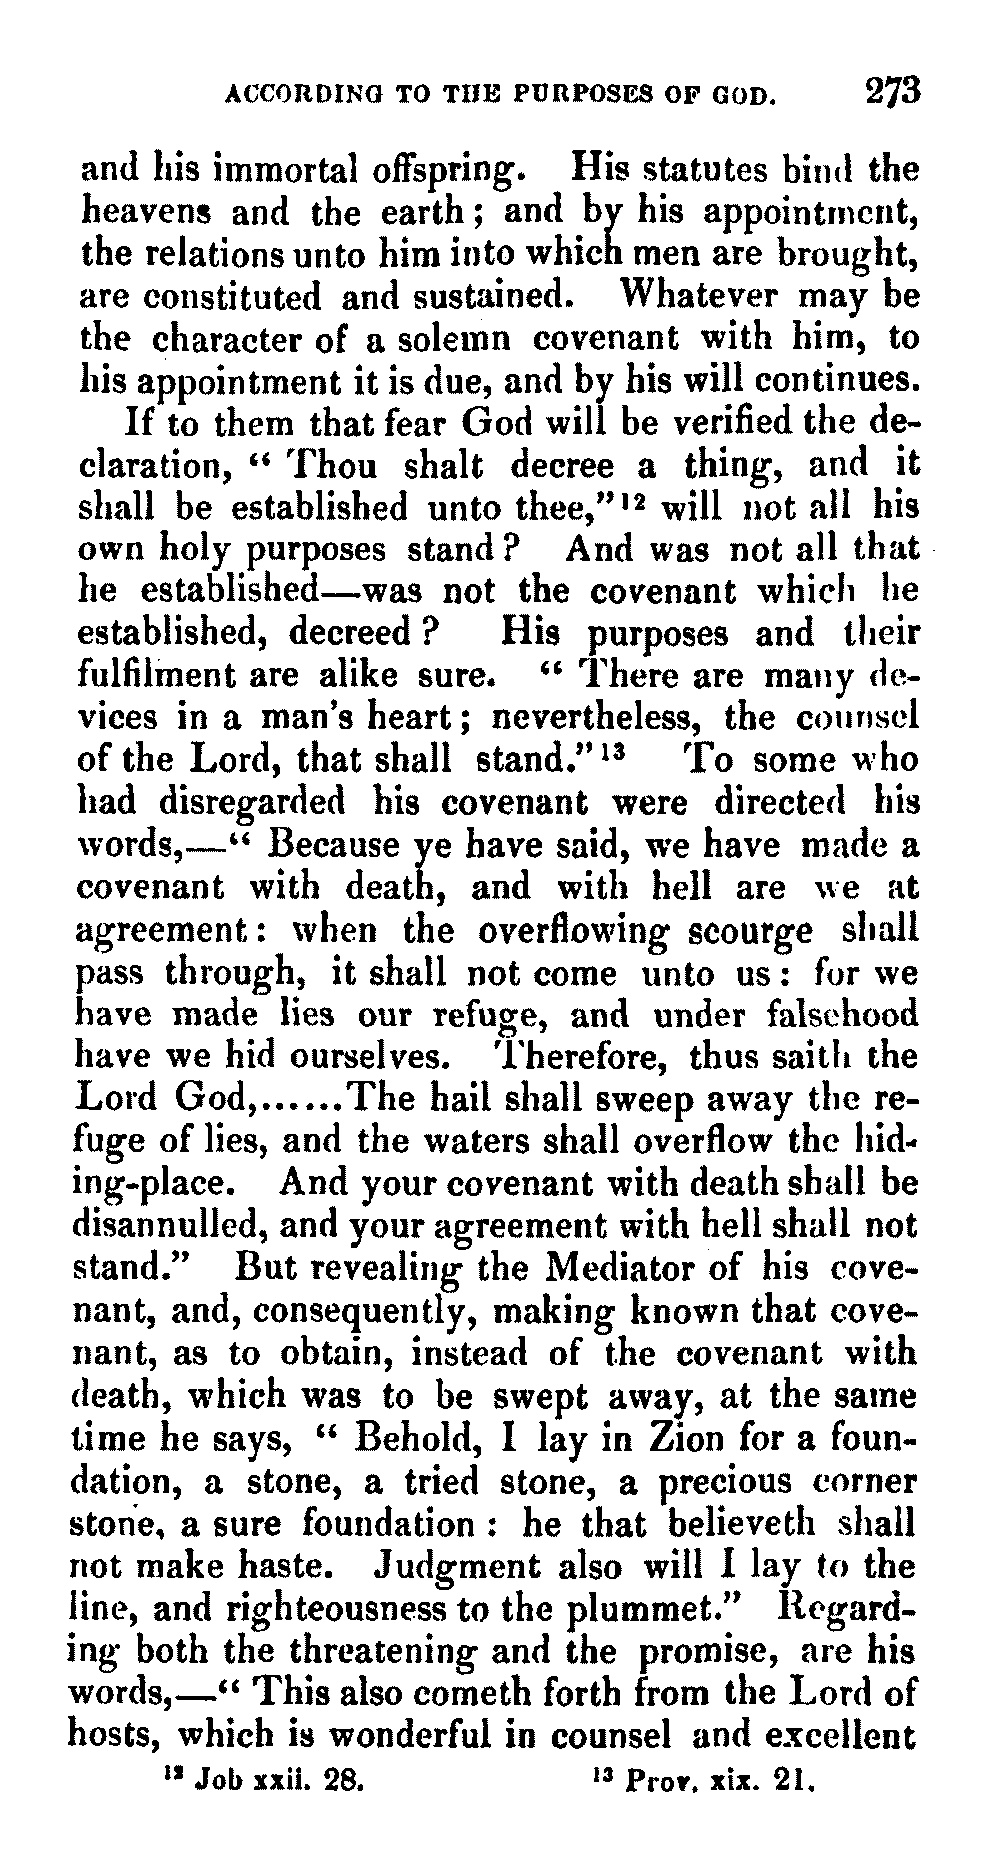 ACCORDING TO THE PURPOSES OF GOD. 273
and his immortal offspring. His statutes bind the
heavens and the earth; and by his appointment,
the relations unto him into which men are brought,
are constituted and sustained. Whatever may be
the character of a solemn covenant with him, to
his appointment it is due, and by his will continues.
If to them that fear God will be verified the de-
claration, “ Thou shalt decree a thing, and it
shall be established unto thee,”¹² will not all his
own holy purposes stand? And was not all that
he established—was not the covenant which he
established, decreed? His purposes and their
fulfilment are alike sure. “ There are many de-
vices in a man's heart; nevertheless, the counsel
of the Lord, that shall stand.”¹³ To some who
had disregarded his covenant were directed his
words,—“ Because ye have said, we have made a
covenant with death, and with hell are we at
agreement: when the overflowing scourge shall
pass through, it shall not come unto us: for we
have made lies our refuge, and under falsehood
have we hid ourselves. Therefore, thus saith the
Lord God,......The hail shall sweep away the re-
fuge of lies, and the waters shall overflow the hid-
ing-place. And your covenant with death shall be
disannulled, and your agreement with hell shall not
stand.” But revealing the Mediator of his cove-
nant, and, consequently, making known that cove-
nant, as to obtain, instead of the covenant with
death, which was to be swept away, at the same
time he says, “ Behold, I lay in Zion for a foun-
dation, a stone, a tried stone, a precious corner
stone, a sure foundation: he that believeth shall
not make haste. Judgment also will I lay to the
line, and righteousness to the plummet.” Regard-
ing both the threatening and the promise, are his
words,—“ This also cometh forth from the Lord of
hosts, which is wonderful in counsel and excellent
¹² Job xxii. 28. ¹³ Prov. xix. 21.